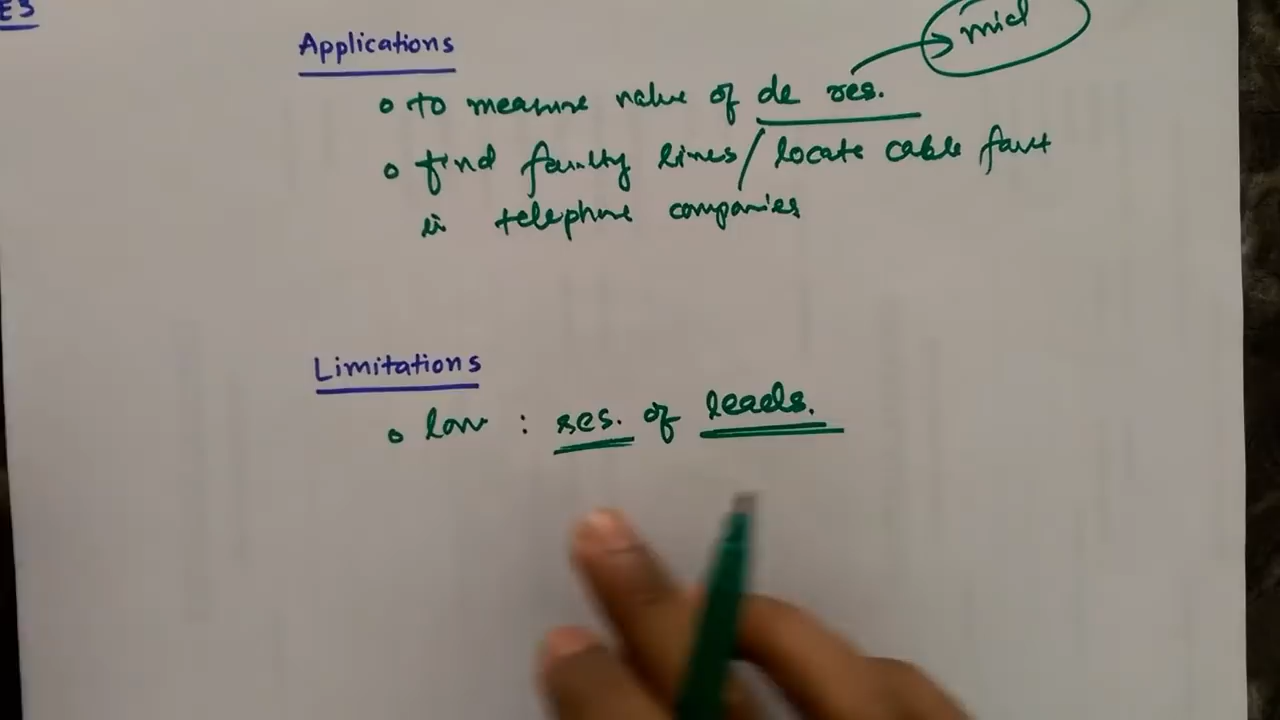 ES
Applications
mid
o to measure value of dc res.
o find faulty lines / locate cable fault
in telephone companies
Limitations
o low : res. of leads.